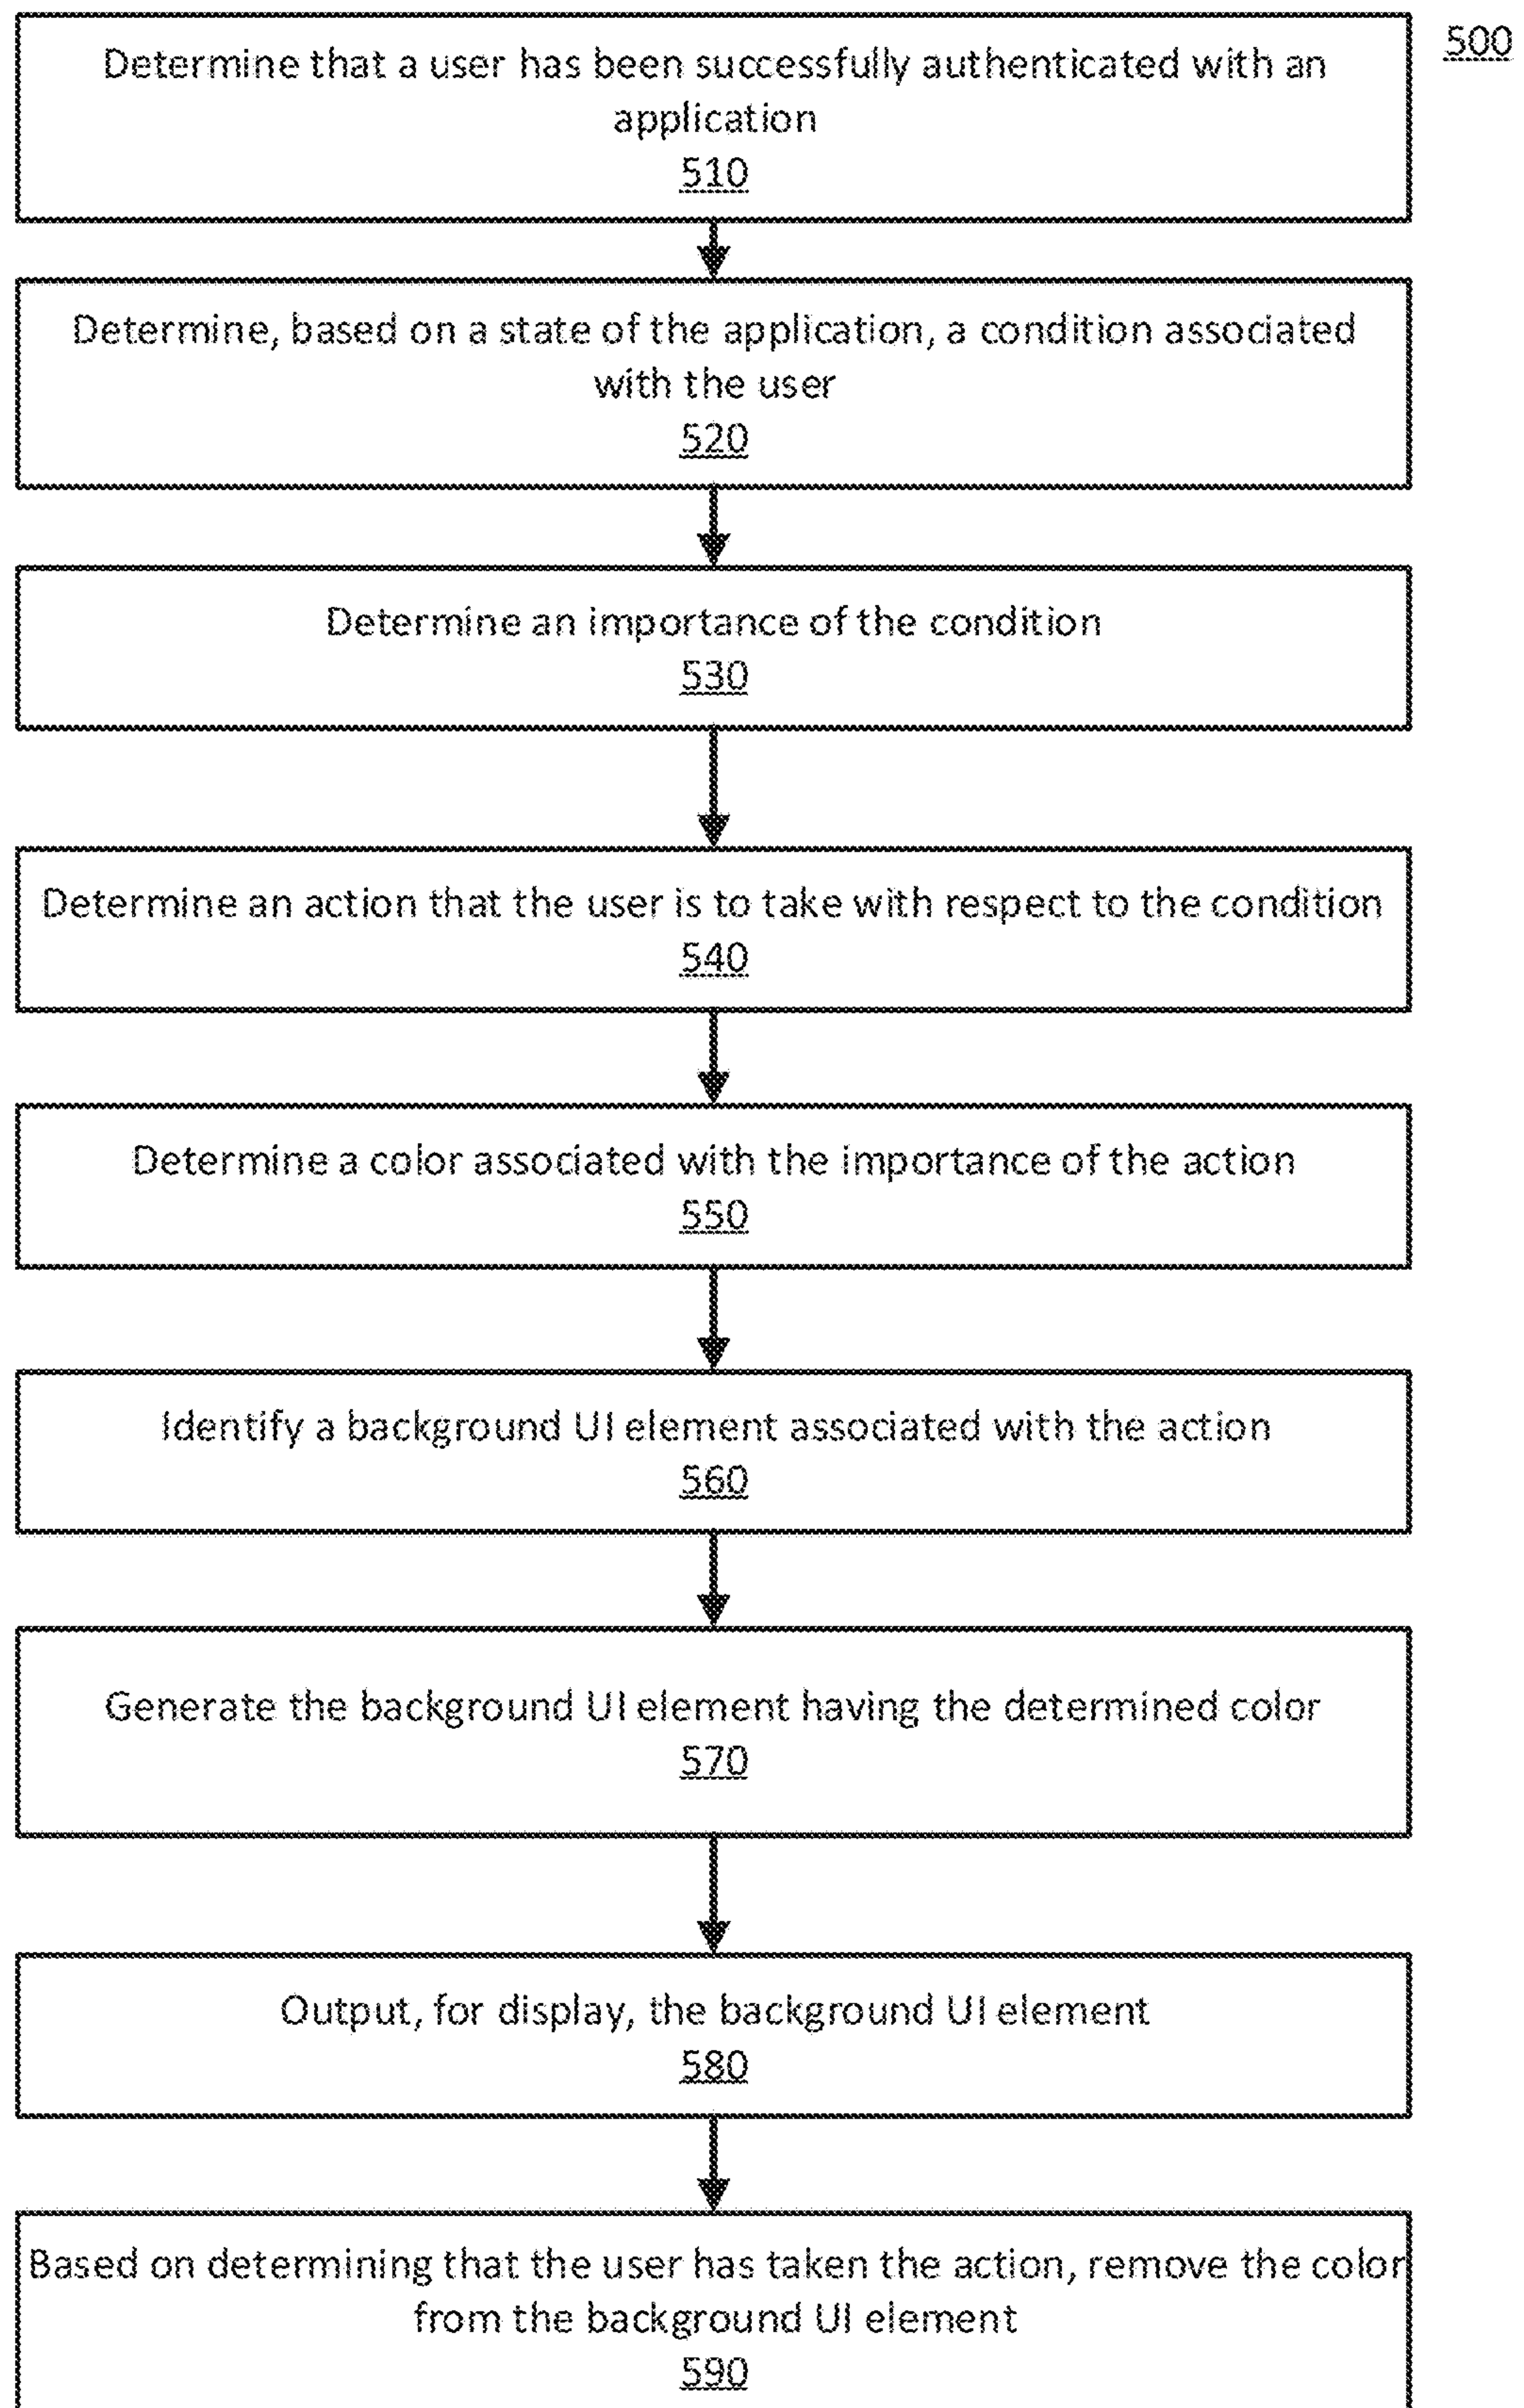 500
Determine that a user has been successfully authenticated with an
application
510
Determine, based on a state of the application, a condition associated
with the user
520
Determine an importance of the condition
530
Determine an action that the user is to take with respect to the condition
540
Determine a color associated with the importance of the action
550
Identify a background UI element associated with the action
560
Generate the background UI element having the determined color
570
Output, for display, the background UI element
580
Based on determining that the user has taken the action, remove the color
from the background UI element
590